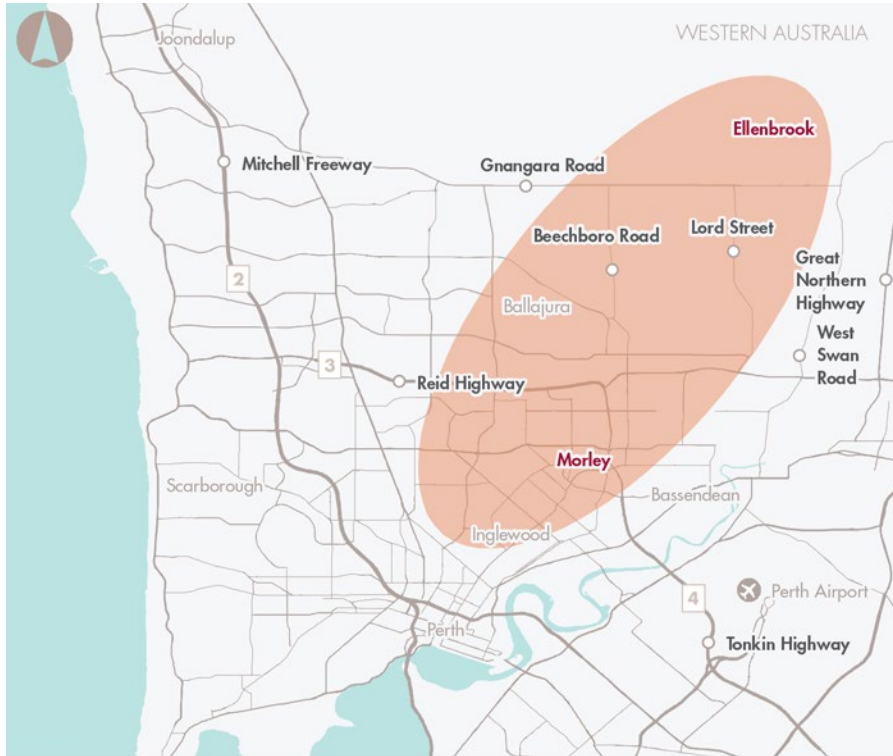 Joondalup
WESTERN AUSTRALIA
Ellenbrook
Mitchell Freeway
Gnangara Road
Beechboro Road
Lord Street
Great
Northern
Highway
2
Ballajura
West
Swan
Road
3
Reid Highway
Morley
Scarborough
Bassendean
Inglewood
4
Perth Airport
Perth
Tonkin Highway